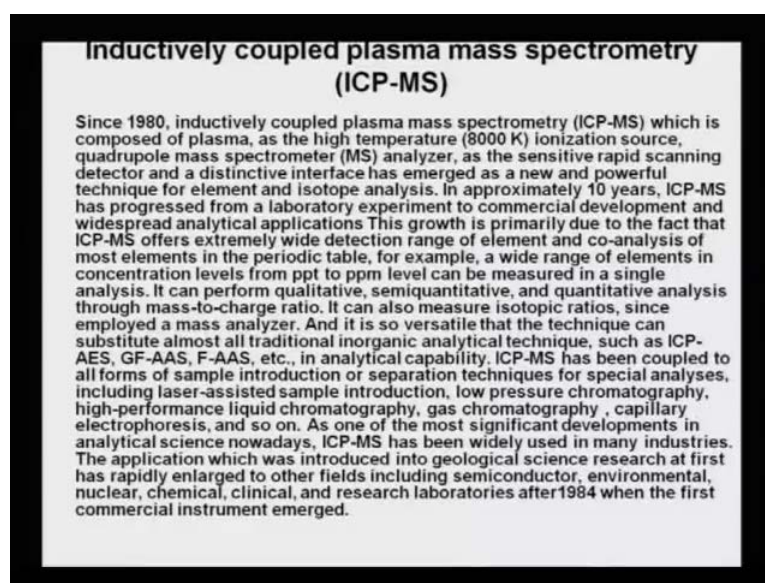 Inductively coupled plasma mass spectrometry
(ICP-MS)
Since 1980, inductively coupled plasma mass spectrometry (ICP-MS) which is
composed of plasma, as the high temperature (8000 K) ionization source,
quadrupole mass spectrometer (MS) analyzer, as the sensitive rapid scanning
detector and a distinctive interface has emerged as a new and powerful
technique for element and isotope analysis. In approximately 10 years, ICP-MS
has progressed from a laboratory experiment to commercial development and
widespread analytical applications This growth is primarily due to the fact that
ICP-MS offers extremely wide detection range of element and co-analysis of
most elements in the periodic table, for example, a wide range of elements in
concentration levels from ppt to ppm level can be measured in a single
analysis. It can perform qualitative, semiquantitative, and quantitative analysis
through mass-to-charge ratio. It can also measure isotopic ratios, since
employed a mass analyzer. And it is so versatile that the technique can
substitute almost all traditional inorganic analytical technique, such as ICP-
AES, GF-AAS, F-AAS, etc., in analytical capability. ICP-MS has been coupled to
all forms of sample introduction or separation techniques for special analyses,
including laser-assisted sample introduction, low pressure chromatography,
high-performance liquid chromatography, gas chromatography , capillary
electrophoresis, and so on. As one of the most significant developments in
analytical science nowadays, ICP-MS has been widely used in many industries.
The application which was introduced into geological science research at first
has rapidly enlarged to other fields including semiconductor, environmental,
nuclear, chemical, clinical, and research laboratories after1984 when the first
commercial instrument emerged.